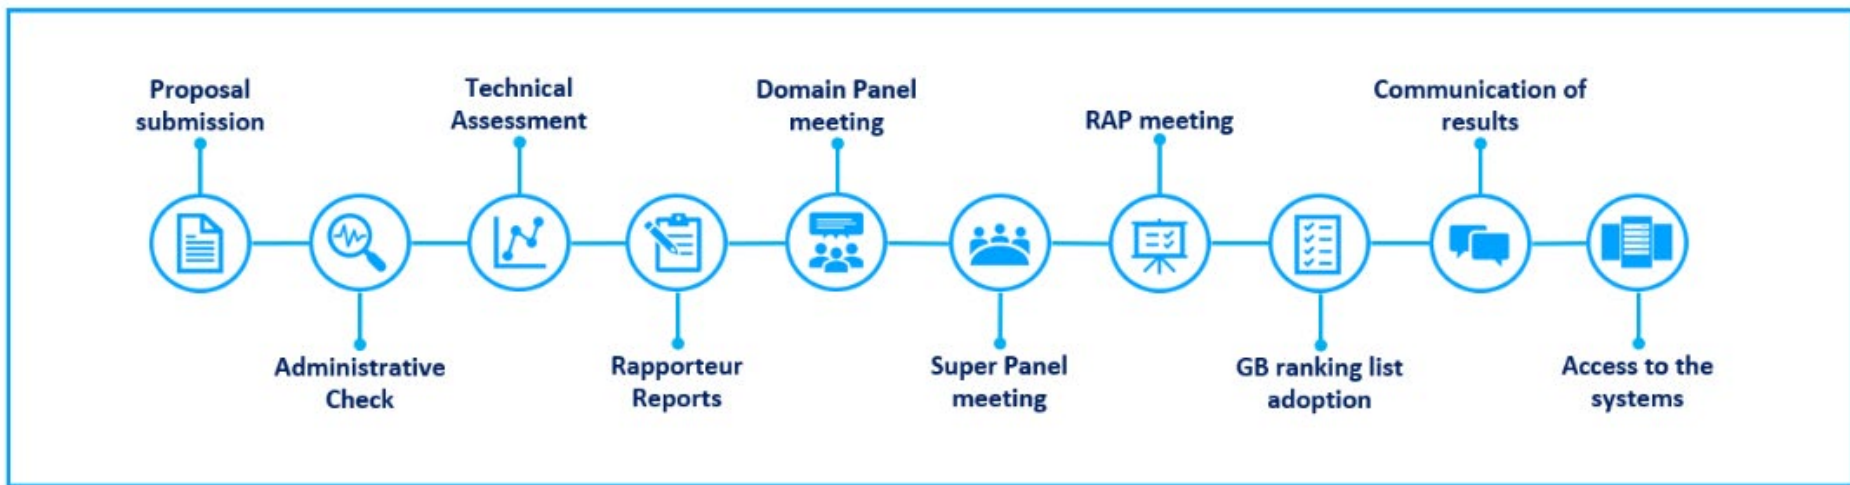 Proposal
submission
Administrative
Check
Technical
Assessment
Rapporteur
Reports
Domain Panel
meeting
Super Panel
meeting
RAP meeting
GB ranking list
adoption
Communication of
results
Access to the
systems